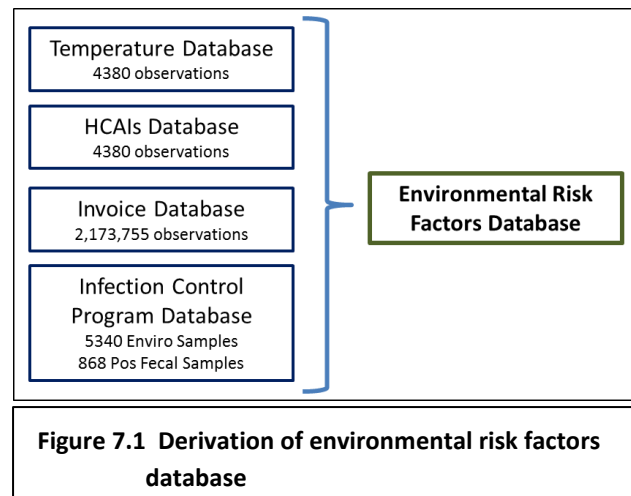 Temperature Database
4380 observations
HCAIs Database
4380 observations
Invoice Database
2,173,755 observations
Infection Control
Program Database
5340 Enviro Samples
868 Pos Fecal Samples
Environmental Risk
Factors Database
Figure 7.1 Derivation of environmental risk factors
database